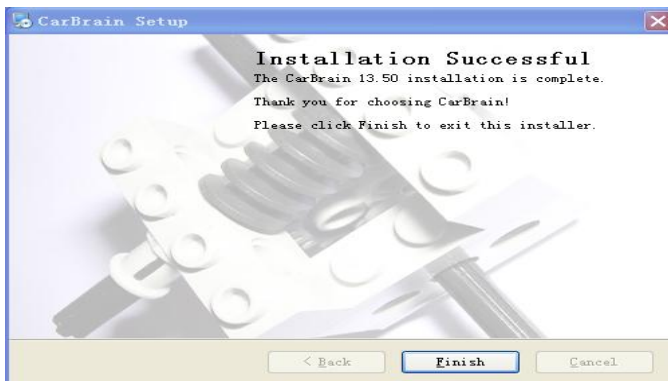 CarBrain Setup
Installation Successful
The CarBrain 13.50 installation is complete.
Thank you for choosing CarBrain!
Please click Finish to exit this installer.
< Back Finish Cancel